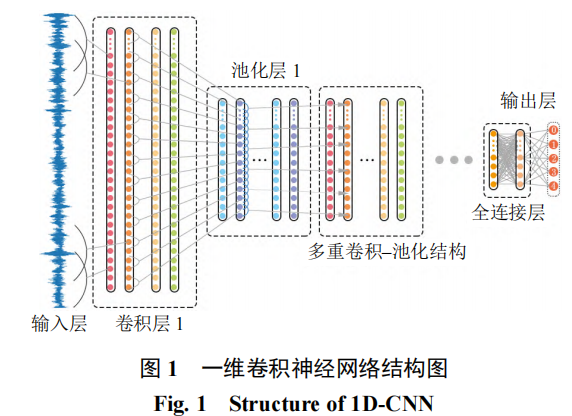 池化层 1
输出层
0
1
2
3
4
全连接层
多重卷积–池化结构
输入层
卷积层 1
图 1 一维卷积神经网络结构图
Fig. 1 Structure of 1D-CNN